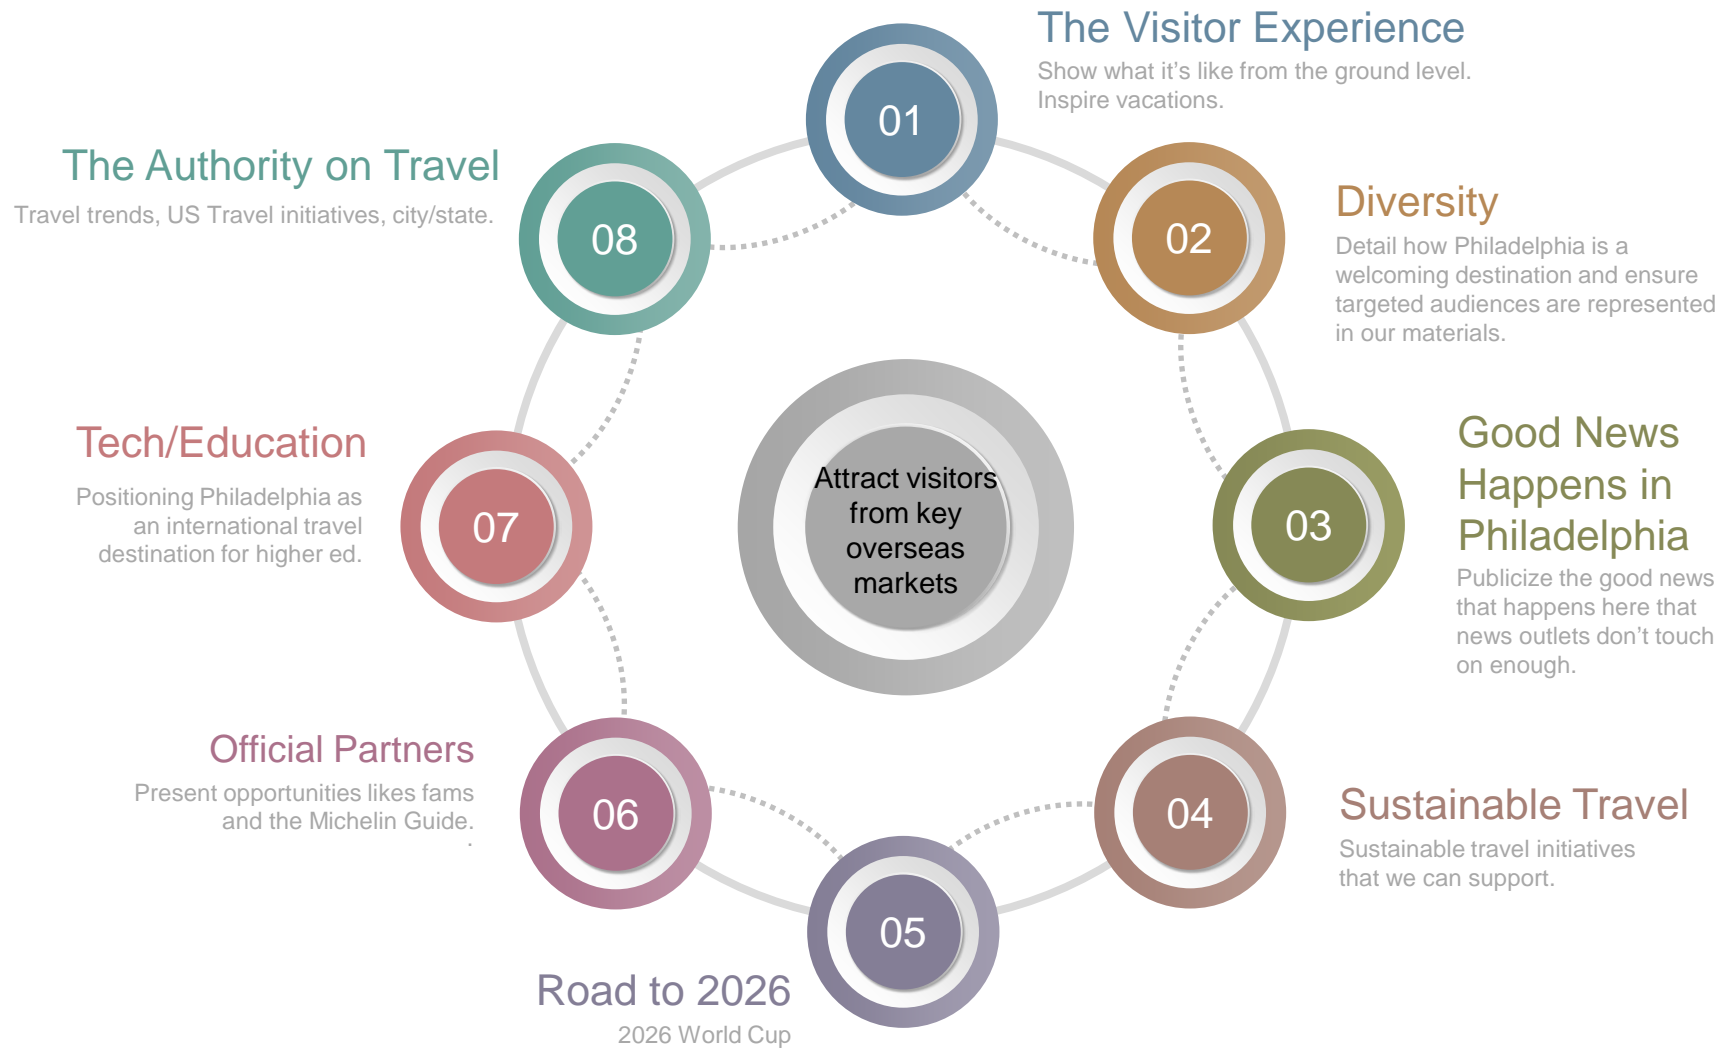 01
The Visitor Experience
Show what it’s like from the ground level.
Inspire vacations.
02
Diversity
Detail how Philadelphia is a
welcoming destination and ensure
targeted audiences are represented
in our materials.
03
Good News
Happens in
Philadelphia
Publicize the good news
that happens here that
news outlets don’t touch
on enough.
04
Sustainable Travel
Sustainable travel initiatives
that we can support.
05
Road to 2026
2026 World Cup
06
Official Partners
Present opportunities likes fams
and the Michelin Guide.
.
07
Tech/Education
Positioning Philadelphia as
an international travel
destination for higher ed.
08
The Authority on Travel
Travel trends, US Travel initiatives, city/state.
Attract visitors
from key
overseas
markets